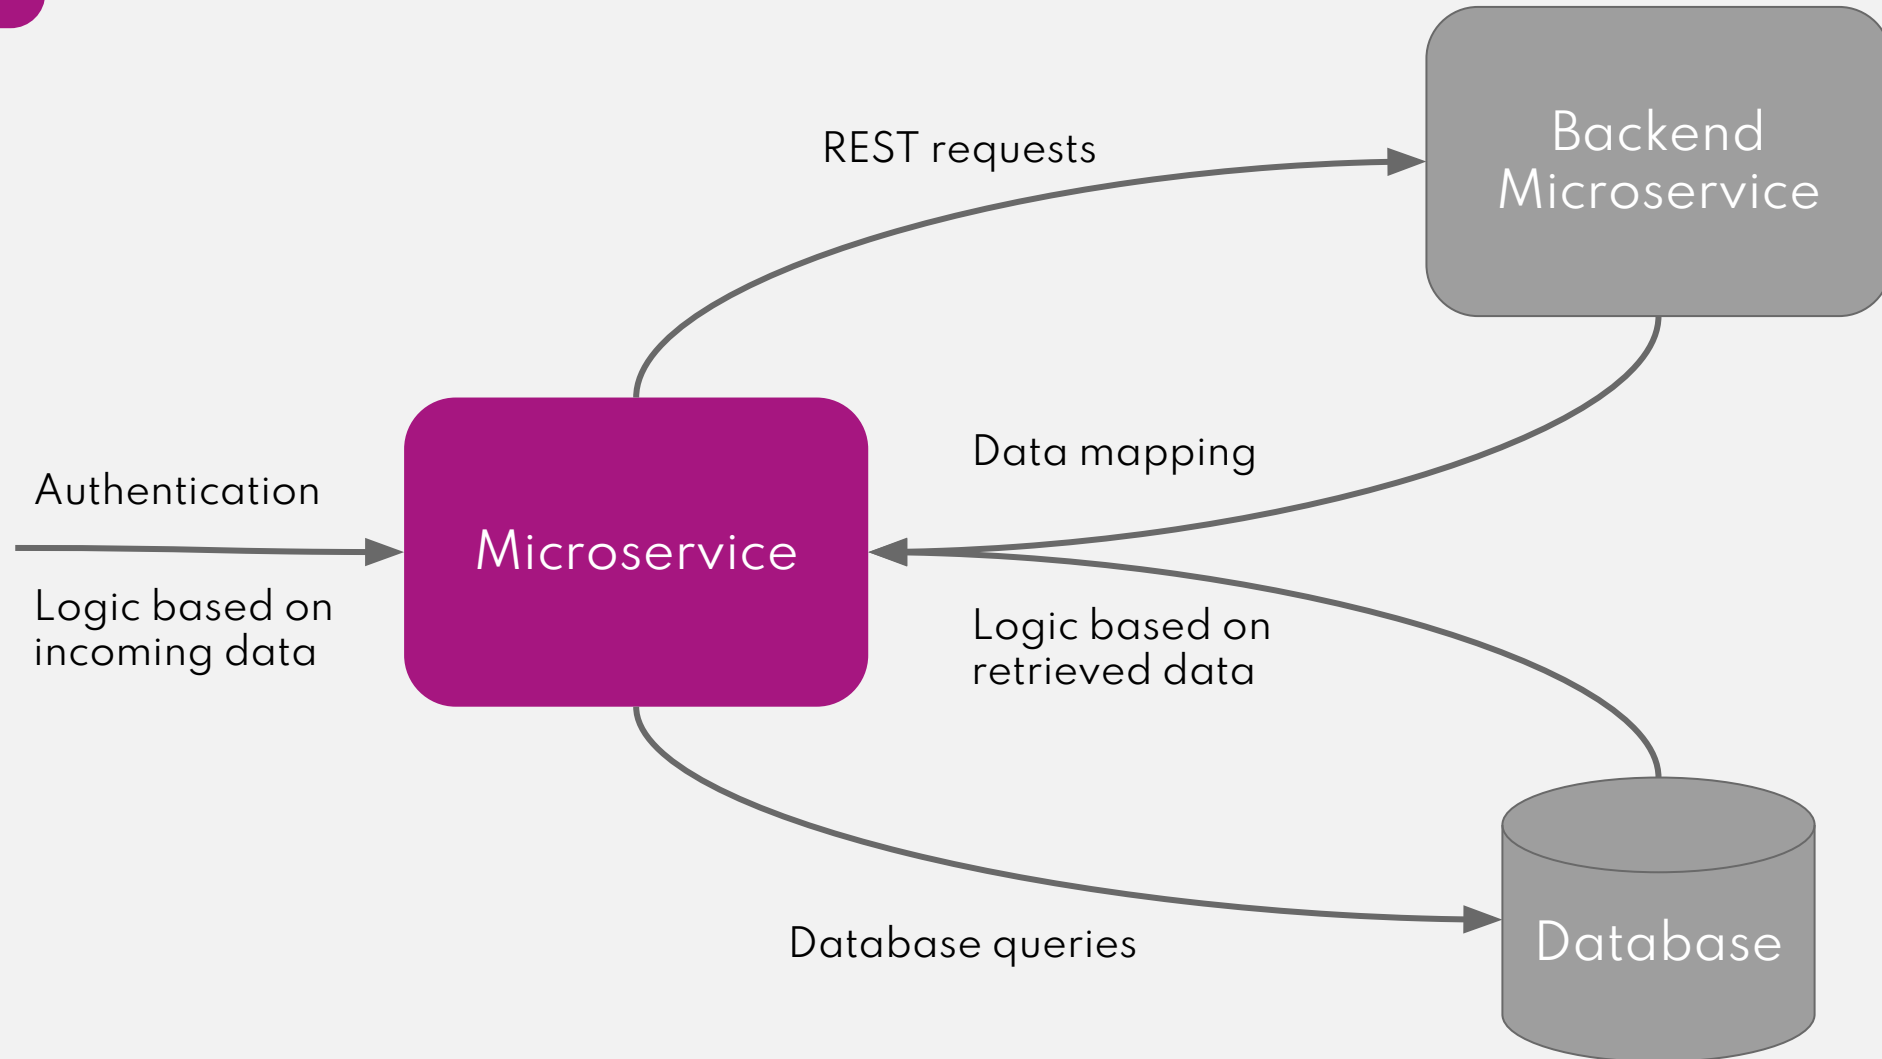 REST requests
Backend
Microservice
Authentication
Logic based on
incoming data
Microservice
Data mapping
Logic based on
retrieved data
Database queries
Database